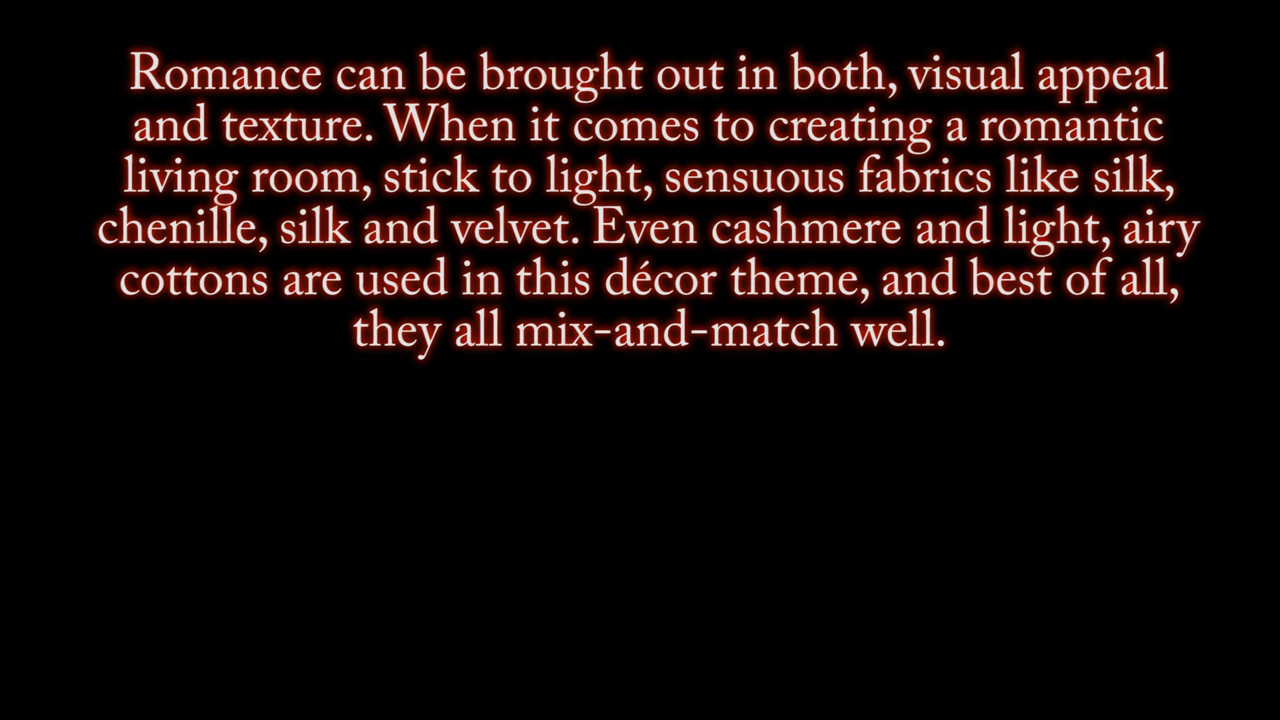 Romance can be brought out in both, visual appeal
and texture. When it comes to creating a romantic
living room, stick to light, sensuous fabrics like silk,
chenille, silk and velvet. Even cashmere and light, airy
cottons are used in this décor theme, and best of all,
they all mix-and-match well.